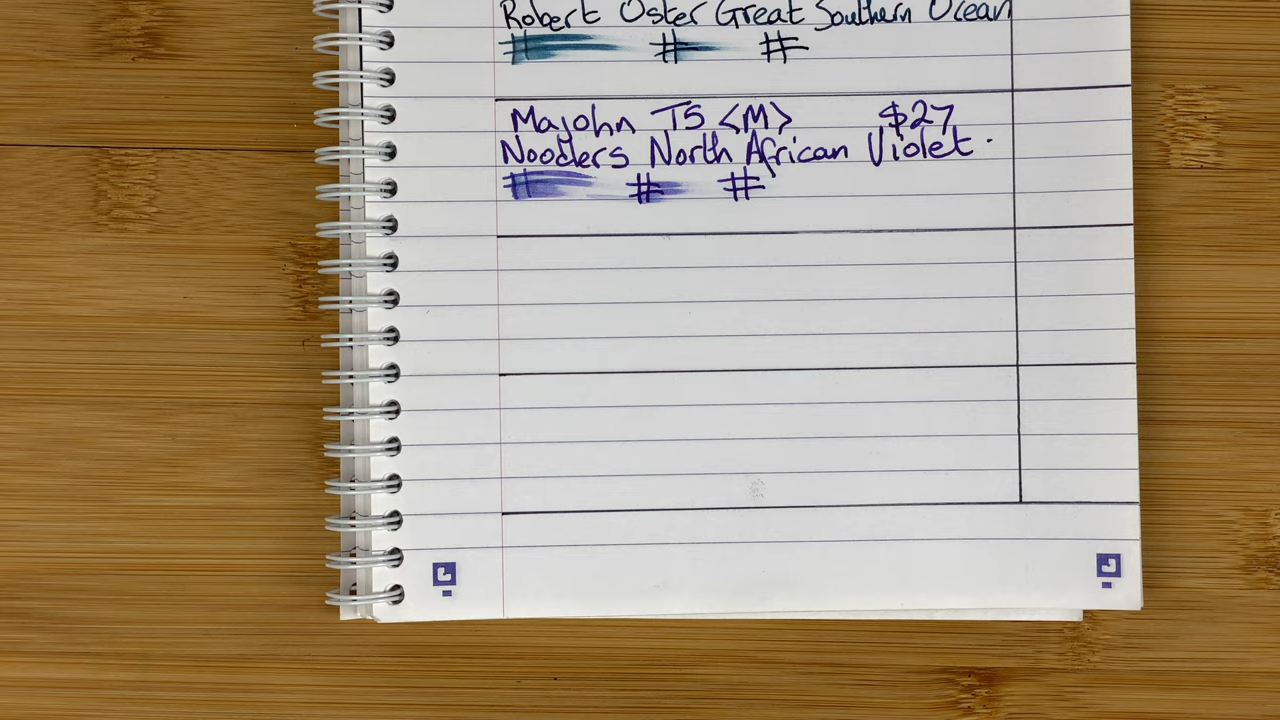 Robert Oster Great Southern Ocean
# # #
Majohn T5 <M> $27
Nooders North African Violet.
# # #